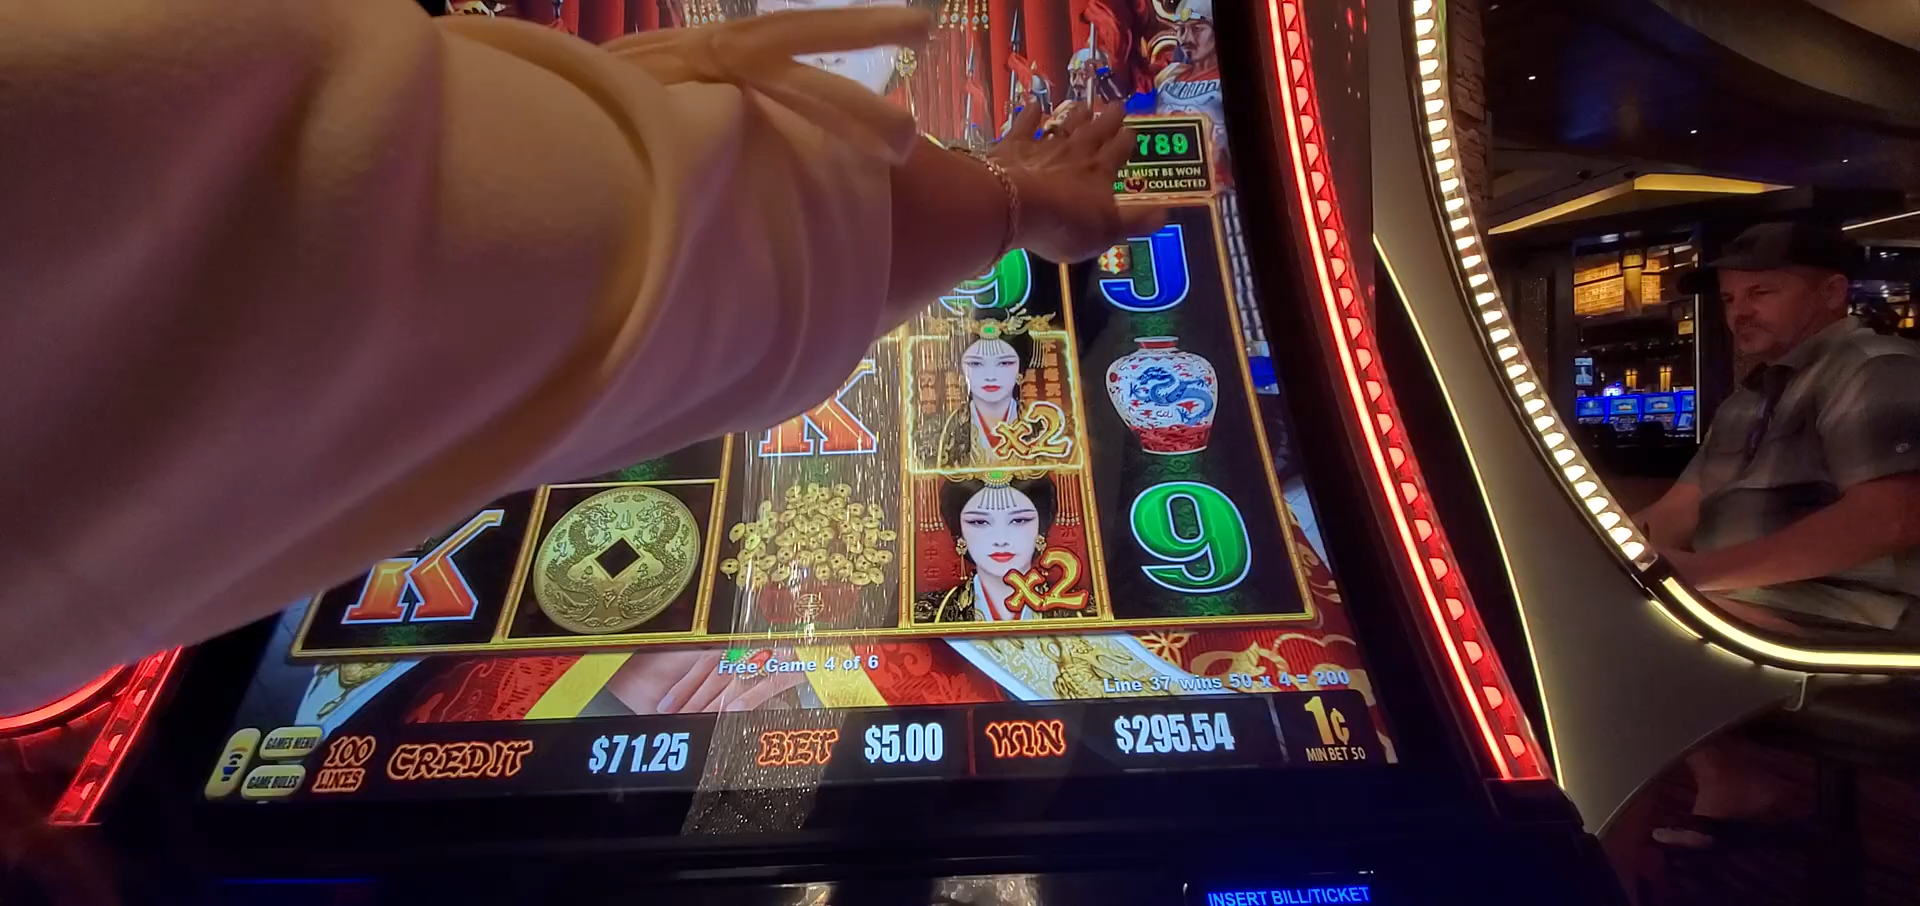 789
RE MUST BE WON
COLLECTED
9
J
K
x2
K
x2
9
Free Game 4 of 6
Line 37 wins 50 x 4 = 200
GAMES MENU
GAME RULES
100
LINES
CREDIT
$71.25
BET
$5.00
WIN
$295.54
1¢
MIN BET 50
INSERT BILL/TICKET